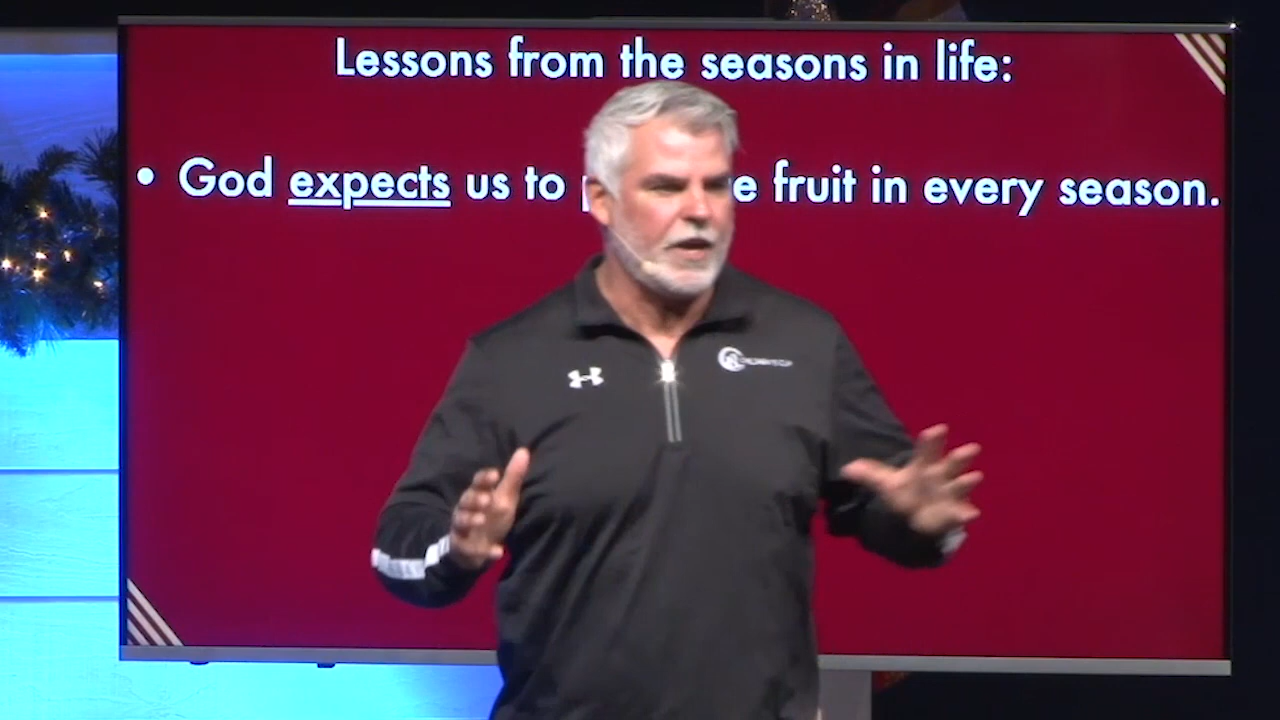 Lessons from the seasons in life:
• God expects us to p e fruit in every season.